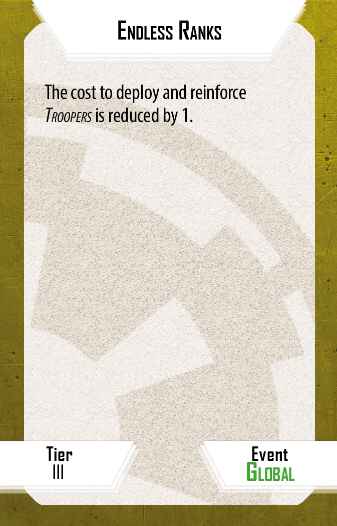 Endless Ranks
The cost to deploy and reinforce
Troopers is reduced by 1.
Tier
III
Event
Global